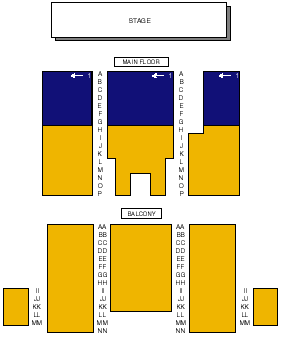 STAGE
MAIN FLOOR
1 A 1 A 1
B B
C C
D D
E E
F F
G G
H H
I I
J J
K K
L L
M M
N N
O O
P P
BALCONY
AA AA
BB BB
CC CC
DD DD
EE EE
FF FF
GG GG
HH HH
II II II II
JJ JJ JJ JJ
KK KK KK KK
LL LL LL LL
MM MM MM MM
NN NN